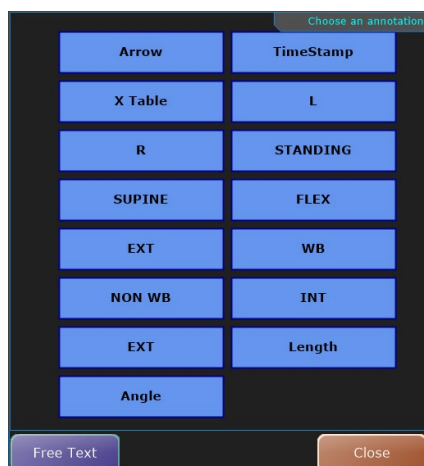 Choose an annotation
Arrow TimeStamp
X Table L
R STANDING
SUPINE FLEX
EXT WB
NON WB INT
EXT Length
Angle
Free Text Close